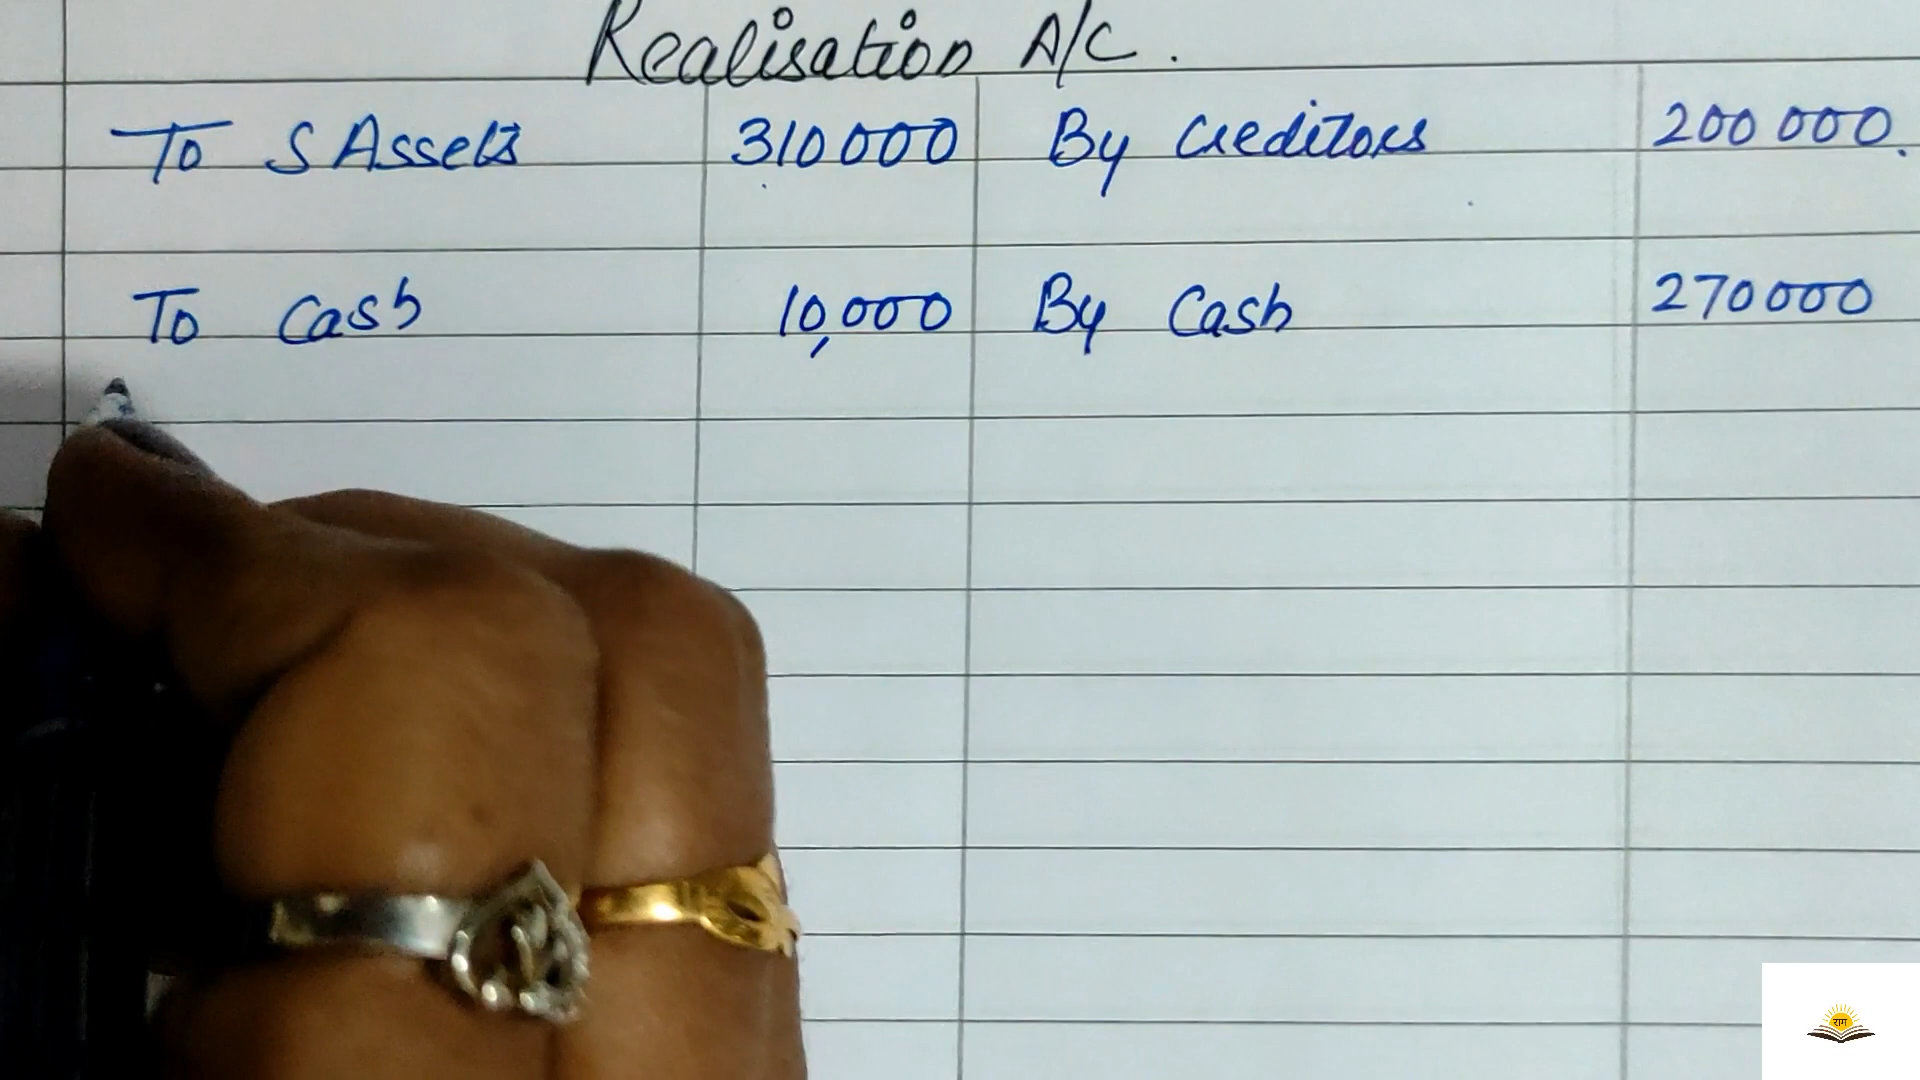 Realisation A/C.
To S Assets 310000 By Creditors 200000.
To Cash 10,000 By Cash 270000
राम